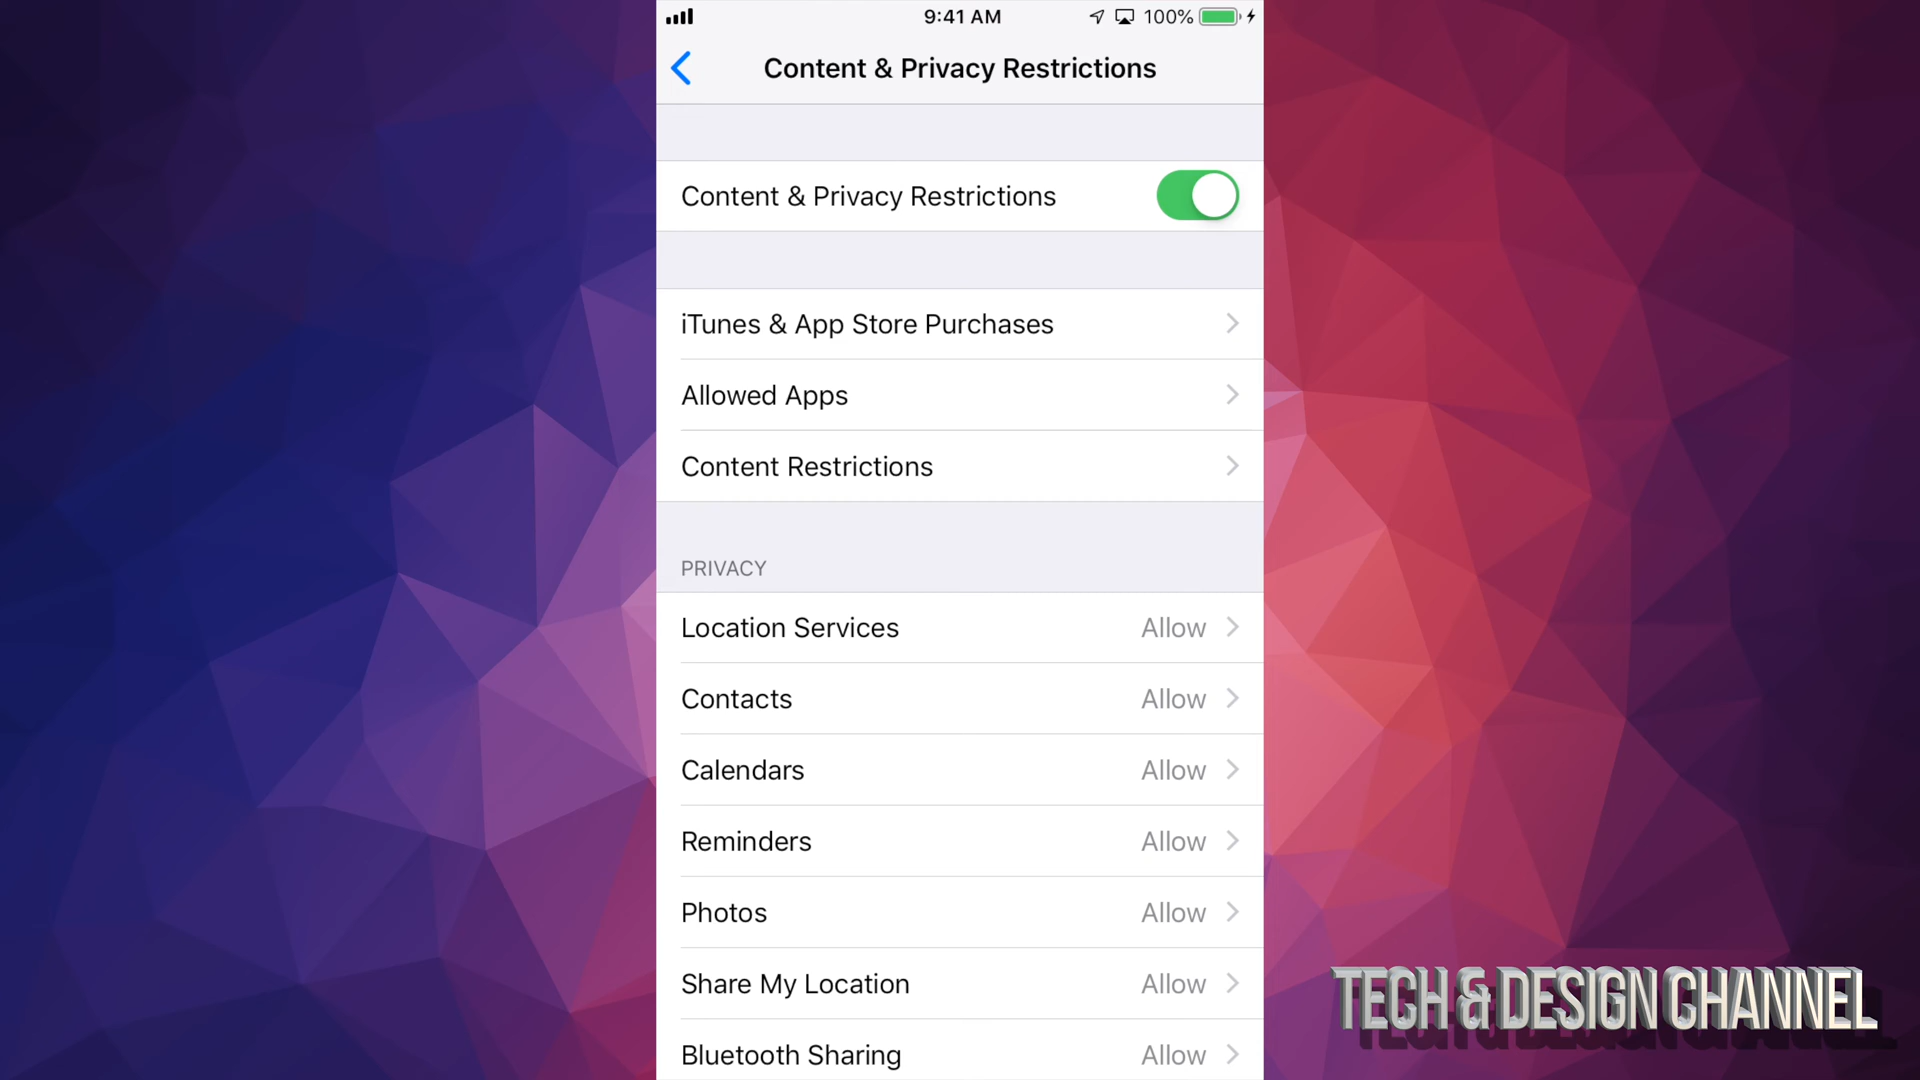 9:41 AM
100%
Content & Privacy Restrictions
Content & Privacy Restrictions
iTunes & App Store Purchases
Allowed Apps
Content Restrictions
PRIVACY
Location Services Allow
Contacts Allow
Calendars Allow
Reminders Allow
Photos Allow
Share My Location Allow
Bluetooth Sharing Allow
TECH & DESIGN CHANNEL